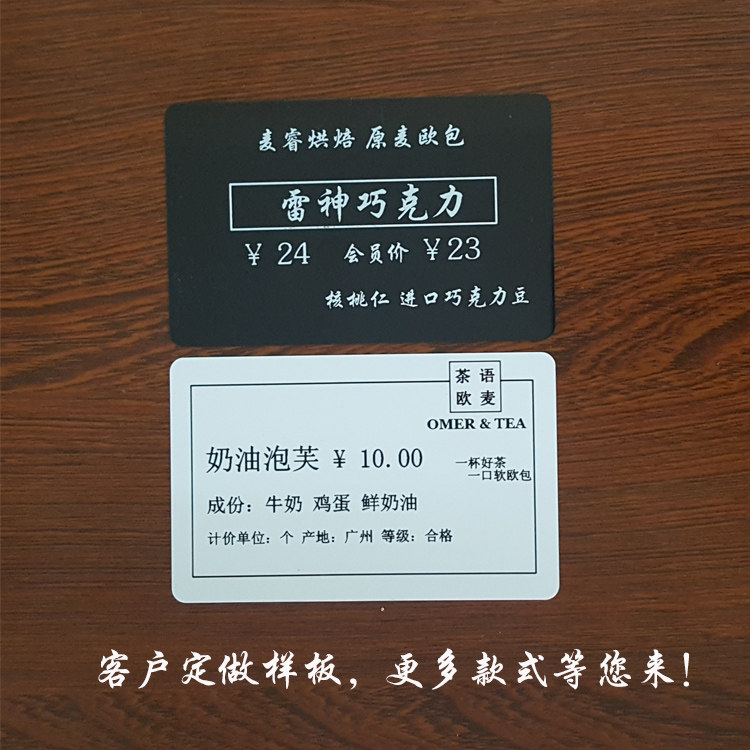 麦睿烘焙 原麦欧包
雷神巧克力
¥ 24 会员价 ¥23
核桃仁 进口巧克力豆
茶语
欧麦
OMER & TEA
奶油泡芙 ¥ 10.00
一杯好茶
一口软欧包
成份：牛奶 鸡蛋 鲜奶油
计价单位：个 产地：广州 等级：合格
客户定做样板，更多款式等您来！